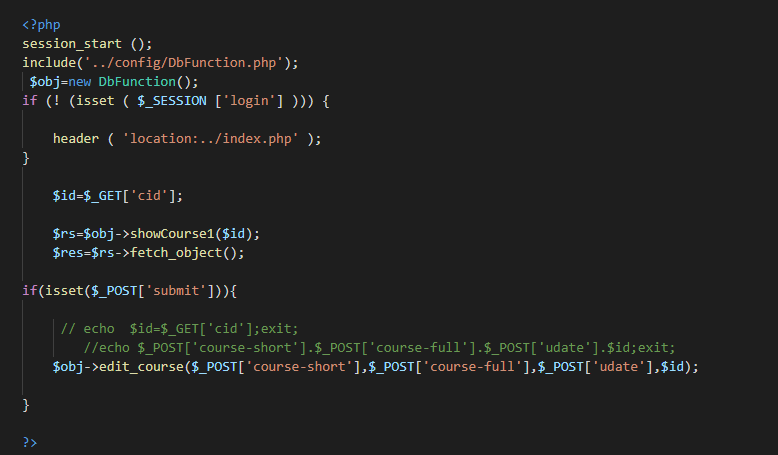 <?php
session_start ();
include('../config/DbFunction.php');
$obj=new DbFunction();
if (! (isset ( $_SESSION ['login'] ))) {
header ( 'location:../index.php' );
}
$id=$_GET['cid'];
$rs=$obj->showCourse1($id);
$res=$rs->fetch_object();
if(isset($_POST['submit'])){
// echo  $id=$_GET['cid'];exit;
//echo $_POST['course-short'].$_POST['course-full'].$_POST['udate'].$id;exit;
$obj->edit_course($_POST['course-short'],$_POST['course-full'],$_POST['udate'],$id);
}
?>